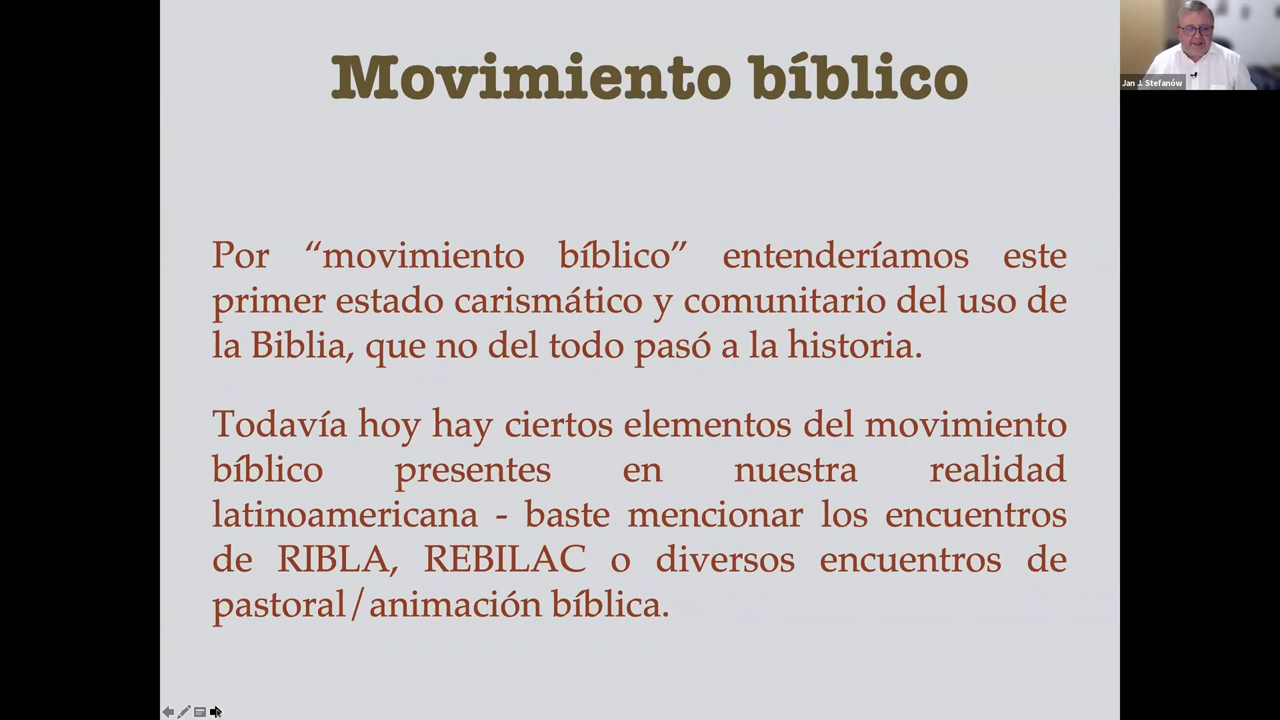 Movimiento bíblico
Jan J. Stefanów
Por “movimiento bíblico” entenderíamos este
primer estado carismático y comunitario del uso de
la Biblia, que no del todo pasó a la historia.
Todavía hoy hay ciertos elementos del movimiento
bíblico presentes en nuestra realidad
latinoamericana - baste mencionar los encuentros
de RIBLA, REBILAC o diversos encuentros de
pastoral/animación bíblica.